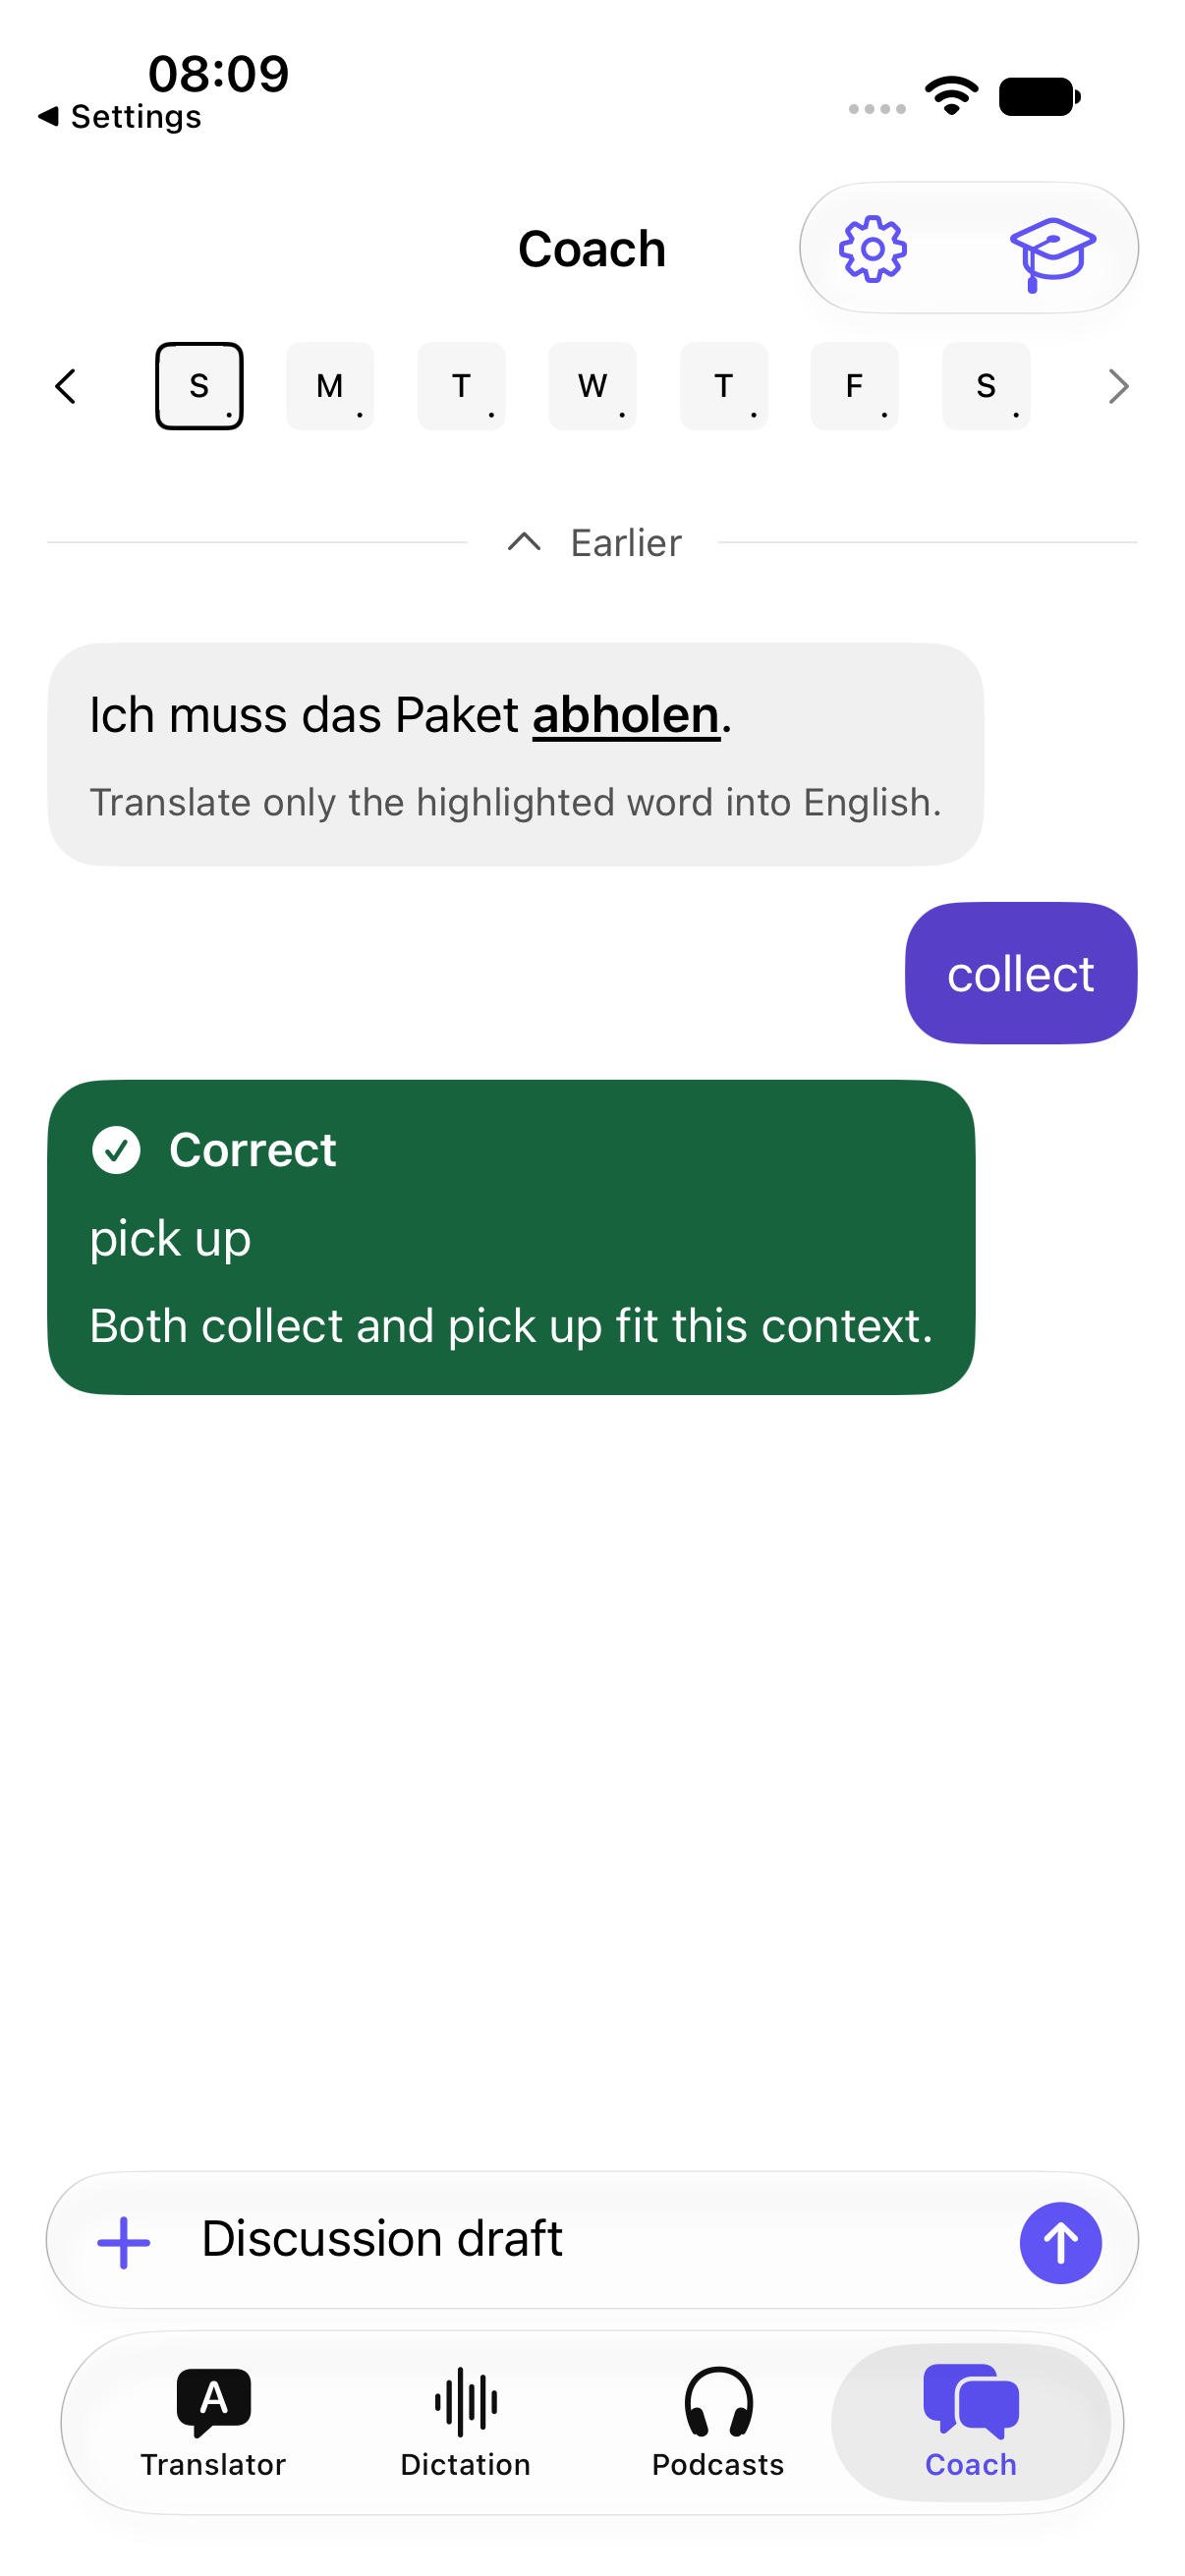 08:09
Settings
Coach
S M T W T F S
Earlier
Ich muss das Paket abholen.
Translate only the highlighted word into English.
collect
Correct
pick up
Both collect and pick up fit this context.
Discussion draft
A
Translator Dictation Podcasts Coach